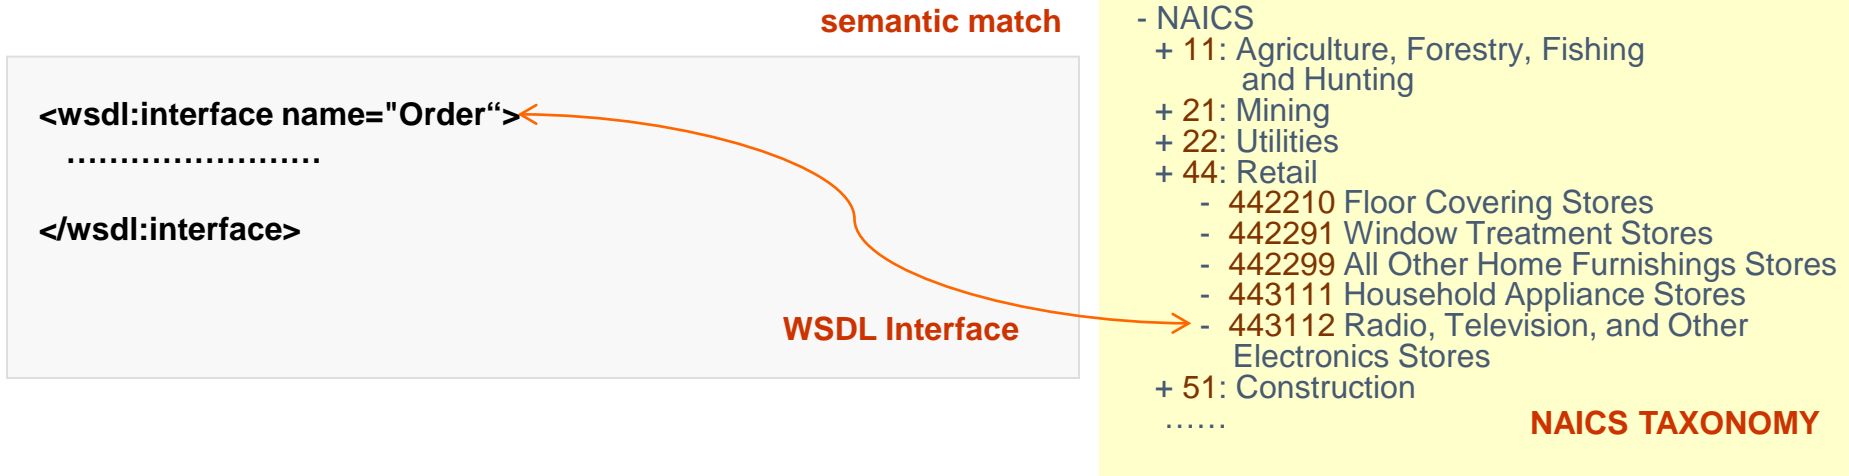 semantic match
<wsdl:interface name="Order“>
……………………
</wsdl:interface>
WSDL Interface
- NAICS
+ 11: Agriculture, Forestry, Fishing
and Hunting
+ 21: Mining
+ 22: Utilities
+ 44: Retail
- 442210 Floor Covering Stores
- 442291 Window Treatment Stores
- 442299 All Other Home Furnishings Stores
- 443111 Household Appliance Stores
- 443112 Radio, Television, and Other
Electronics Stores
+ 51: Construction
……
NAICS TAXONOMY